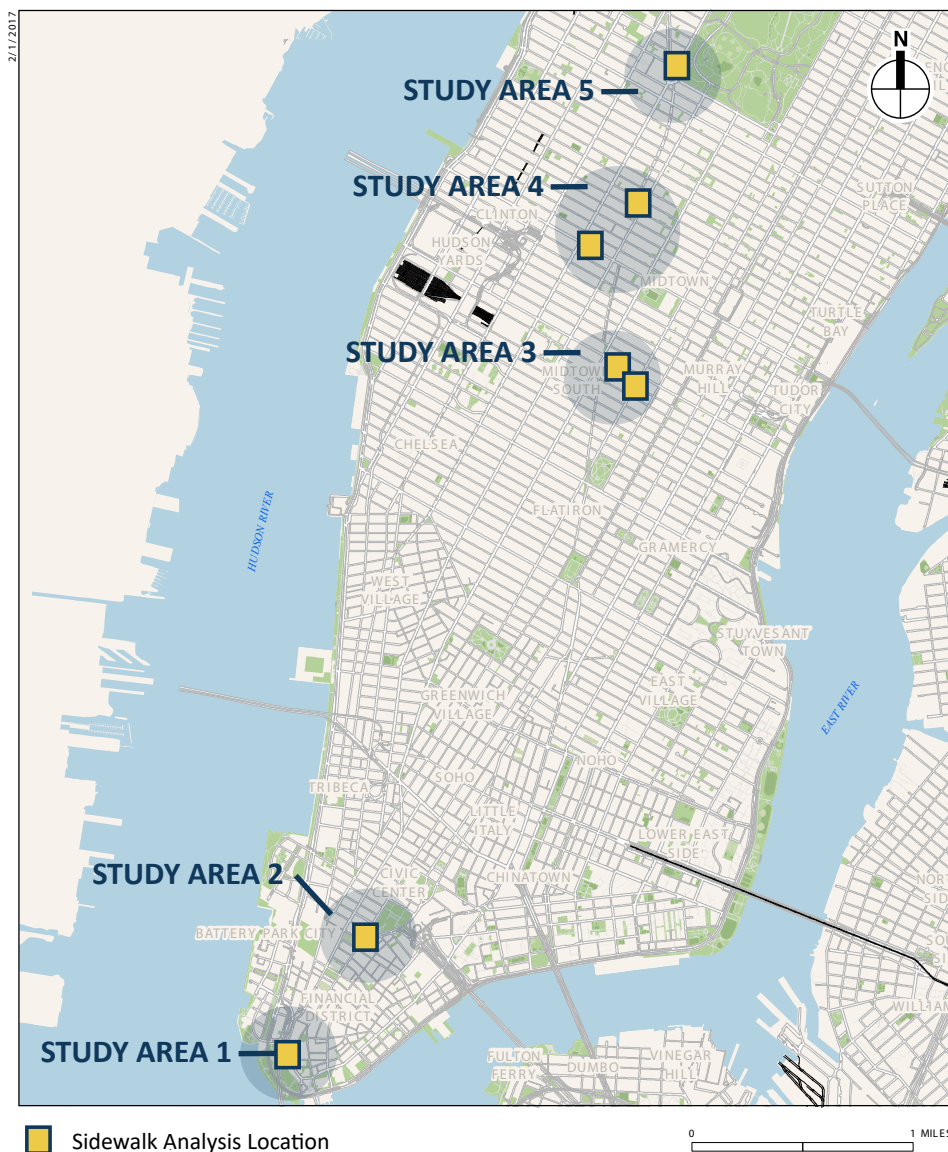 2/1/2017
N
STUDY AREA 5
STUDY AREA 4
SUTTON
PLACE
CLINTON
HUDSON
YARDS
MIDTOWN
TURTLE
BAY
STUDY AREA 3
MIDTOWN
SOUTH
MURRAY
HILL
TUDOR
CITY
CHELSEA
HUDSON RIVER
FLATIRON
GRAMERCY
WEST
VILLAGE
STUYVESANT
TOWN
GREENWICH
VILLAGE
EAST
VILLAGE
EAST RIVER
NOHO
SOHO
TRIBECA
LITTLE
ITALY
LOWER EAST
SIDE
STUDY AREA 2
CIVIC
CENTER
CHINATOWN
BATTERY PARK CITY
FINANCIAL
DISTRICT
STUDY AREA 1
FULTON
FERRY
DUMBO
VINEGAR
HILL
Sidewalk Analysis Location
0 1 MILES